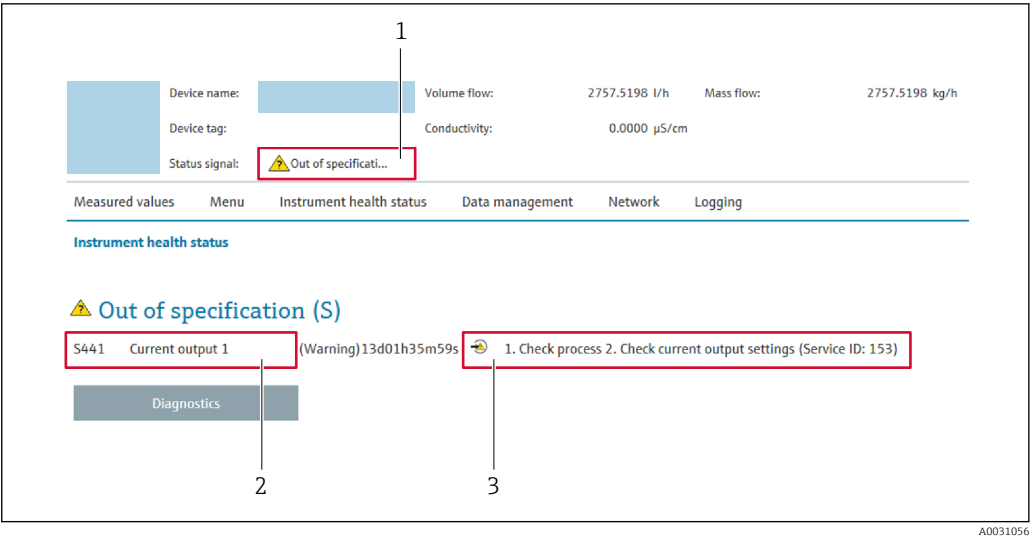 1
Device name: Volume flow: 2757.5198 l/h Mass flow: 2757.5198 kg/h
Device tag: Conductivity: 0.0000 µS/cm
Status signal: Out of specificati...
Measured values Menu Instrument health status Data management Network Logging
Instrument health status
Out of specification (S)
S441 Current output 1 (Warning)13d01h35m59s 1. Check process 2. Check current output settings (Service ID: 153)
Diagnostics
2 3
A0031056